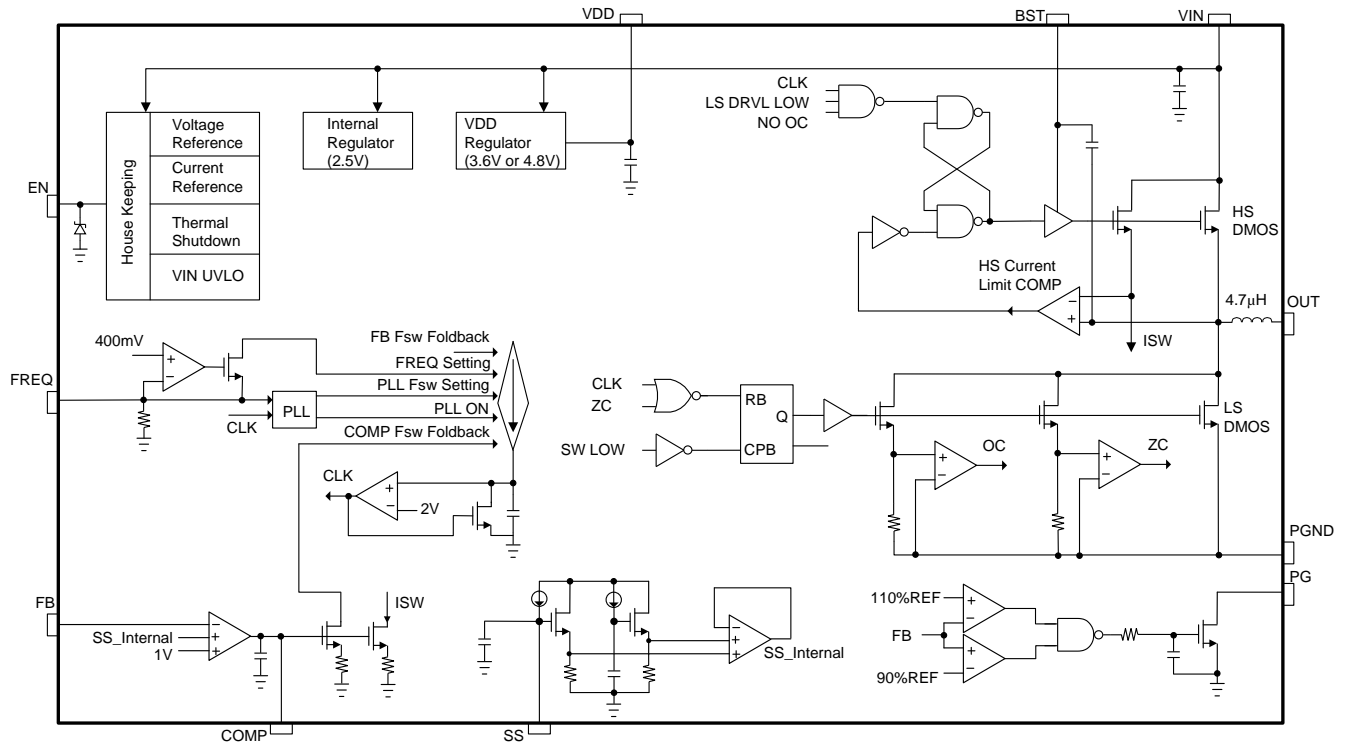 VDD
BST
VIN
CLK
LS DRVL LOW
NO OC
House Keeping
Voltage
Reference
Current
Reference
Thermal
Shutdown
VIN UVLO
Internal
Regulator
(2.5V)
VDD
Regulator
(3.6V or 4.8V)
EN
HS
DMOS
HS Current
Limit COMP
−
+
4.7μH
OUT
ISW
400mV
+
−
FB Fsw Foldback
FREQ Setting
PLL Fsw Setting
PLL ON
COMP Fsw Foldback
FREQ
PLL
CLK
CLK
+
−
2V
CLK
ZC
SW LOW
RB
Q
CPB
LS
DMOS
OC
+
−
ZC
+
−
PGND
PG
FB
SS_Internal
1V
−
+
+
ISW
−
+
+
SS_Internal
110%REF
FB
90%REF
−
+
+
−
COMP
SS